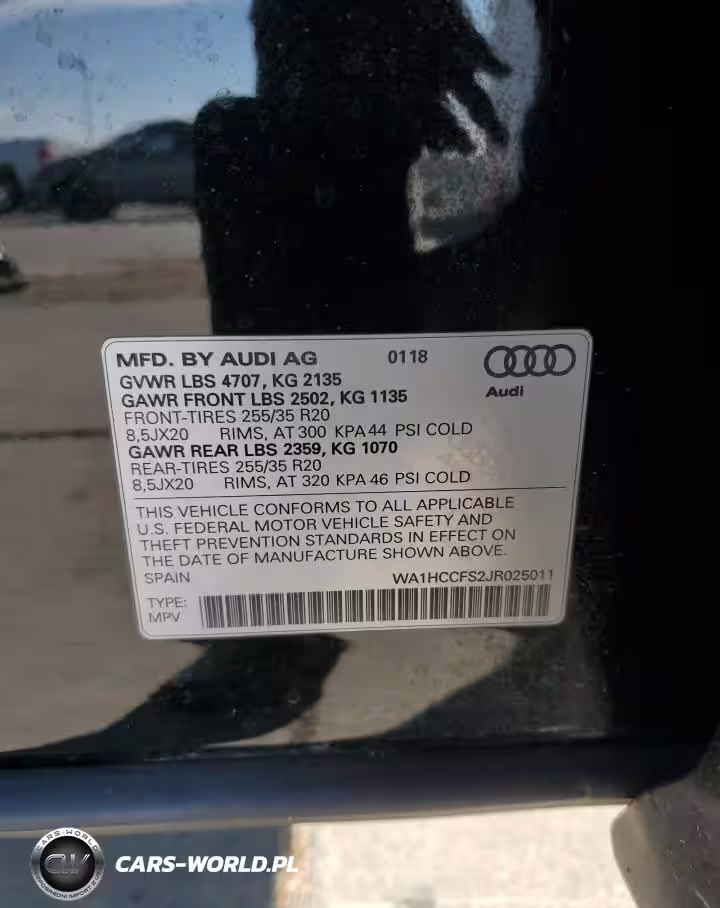 MFD. BY AUDI AG 0118
GVWR LBS 4707, KG 2135
Audi
GAWR FRONT LBS 2502, KG 1135
FRONT-TIRES 255/35 R20
8,5JX20 RIMS, AT 300 KPA 44 PSI COLD
GAWR REAR LBS 2359, KG 1070
REAR-TIRES 255/35 R20
8,5JX20 RIMS, AT 320 KPA 46 PSI COLD
THIS VEHICLE CONFORMS TO ALL APPLICABLE
U.S. FEDERAL MOTOR VEHICLE SAFETY AND
THEFT PREVENTION STANDARDS IN EFFECT ON
THE DATE OF MANUFACTURE SHOWN ABOVE.
SPAIN WA1HCCFS2JR025011
TYPE:
MPV
CARS-WORLD
CW
CARS-WORLD.PL